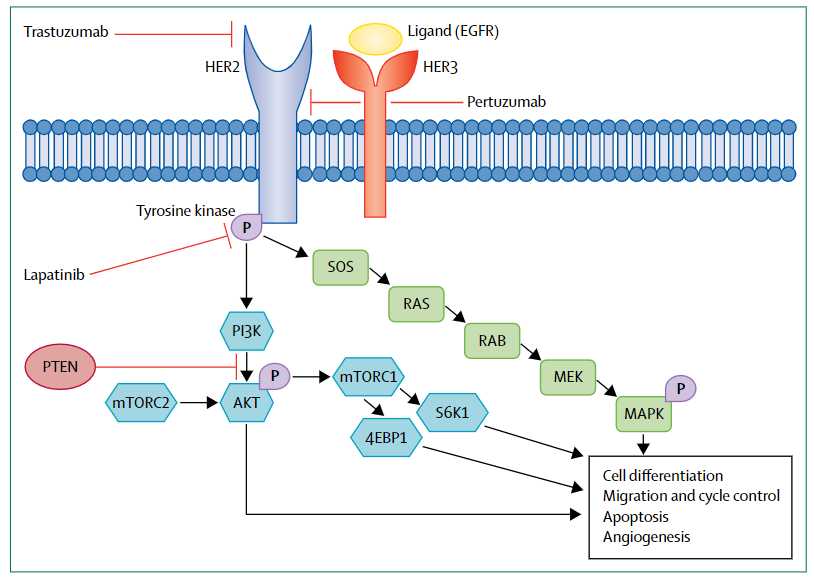 Trastuzumab
Ligand (EGFR)
HER2
HER3
Pertuzumab
Tyrosine kinase
P
Lapatinib
SOS
RAS
PI3K
RAB
PTEN
P
mTORC1
MEK
P
mTORC2
AKT
S6K1
MAPK
4EBP1
Cell differentiation
Migration and cycle control
Apoptosis
Angiogenesis